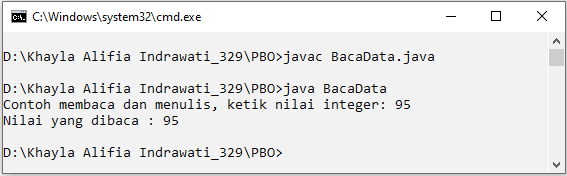 C:\Windows\system32\cmd.exe
D:\Khayla Alifia Indrawati_329\PBO>javac BacaData.java
D:\Khayla Alifia Indrawati_329\PBO>java BacaData
Contoh membaca dan menulis, ketik nilai integer: 95
Nilai yang dibaca : 95
D:\Khayla Alifia Indrawati_329\PBO>